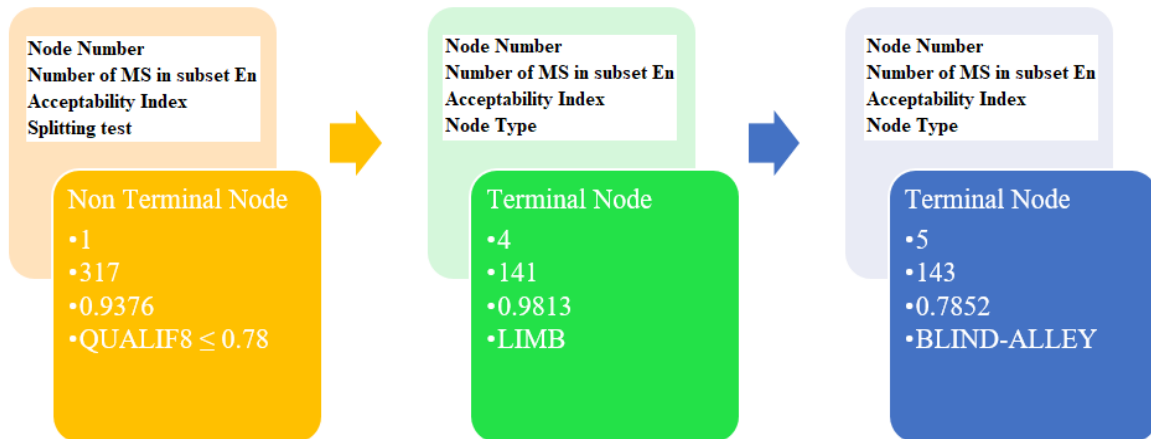 Node Number
Number of MS in subset En
Acceptability Index
Splitting test
Non Terminal Node
•1
•317
•0.9376
•QUALIF8 ≤ 0.78
Node Number
Number of MS in subset En
Acceptability Index
Node Type
Terminal Node
•4
•141
•0.9813
•LIMB
Node Number
Number of MS in subset En
Acceptability Index
Node Type
Terminal Node
•5
•143
•0.7852
•BLIND-ALLEY